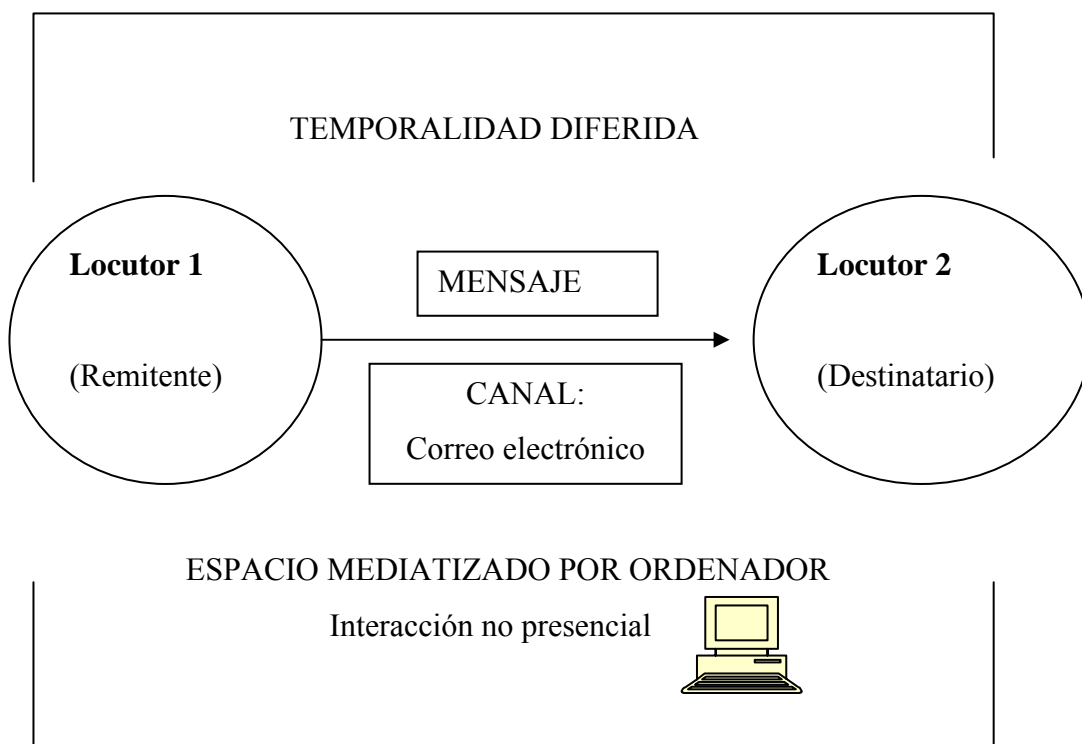 TEMPORALIDAD DIFERIDA
Locutor 1
(Remitente)
MENSAJE
CANAL:
Correo electrónico
Locutor 2
(Destinatario)
ESPACIO MEDIATIZADO POR ORDENADOR
Interacción no presencial